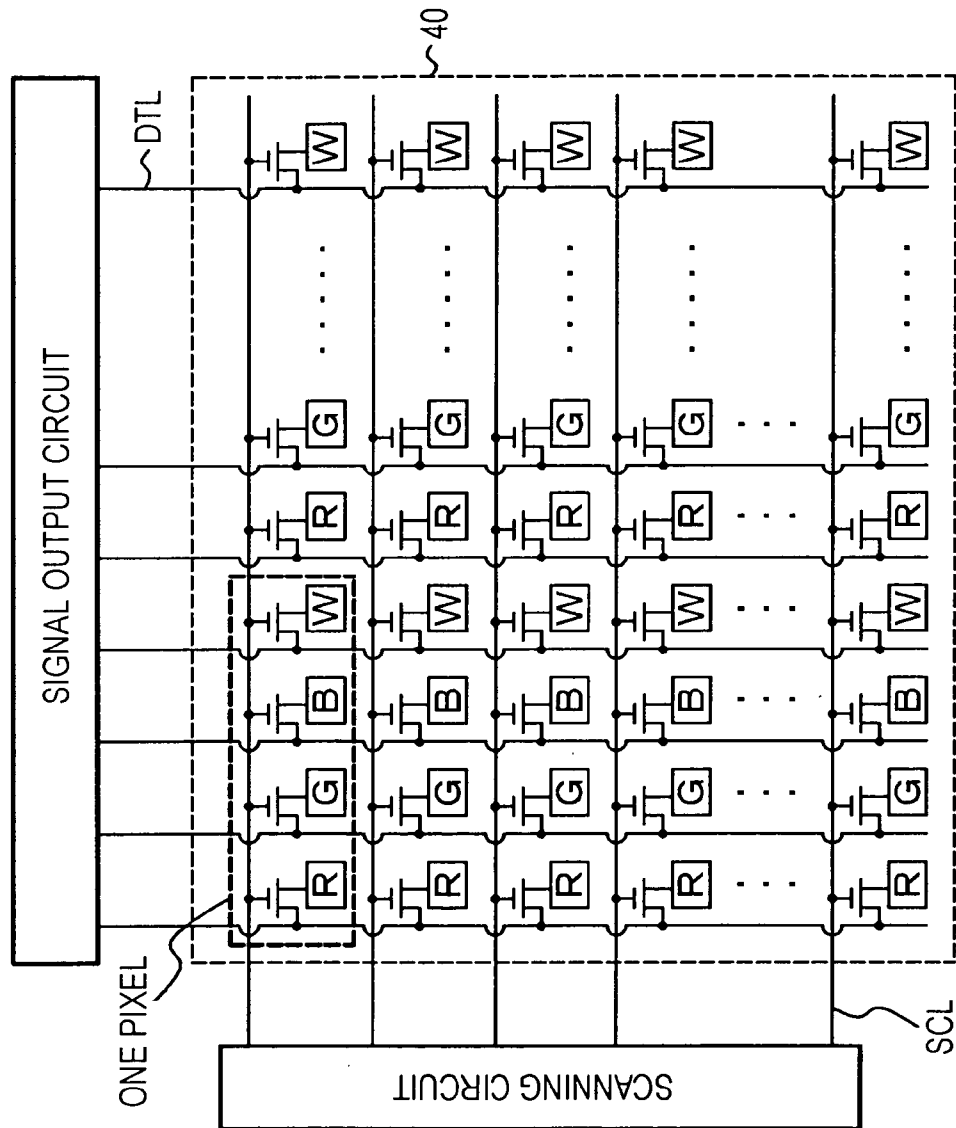 SIGNAL OUTPUT CIRCUIT
DTL
40
ONE PIXEL
R G B W R G ····· W
R G B W R G ····· W
R G B W R G ····· W
R G B W R G ····· W
R G B W R G ····· W
SCANNING CIRCUIT
SCL